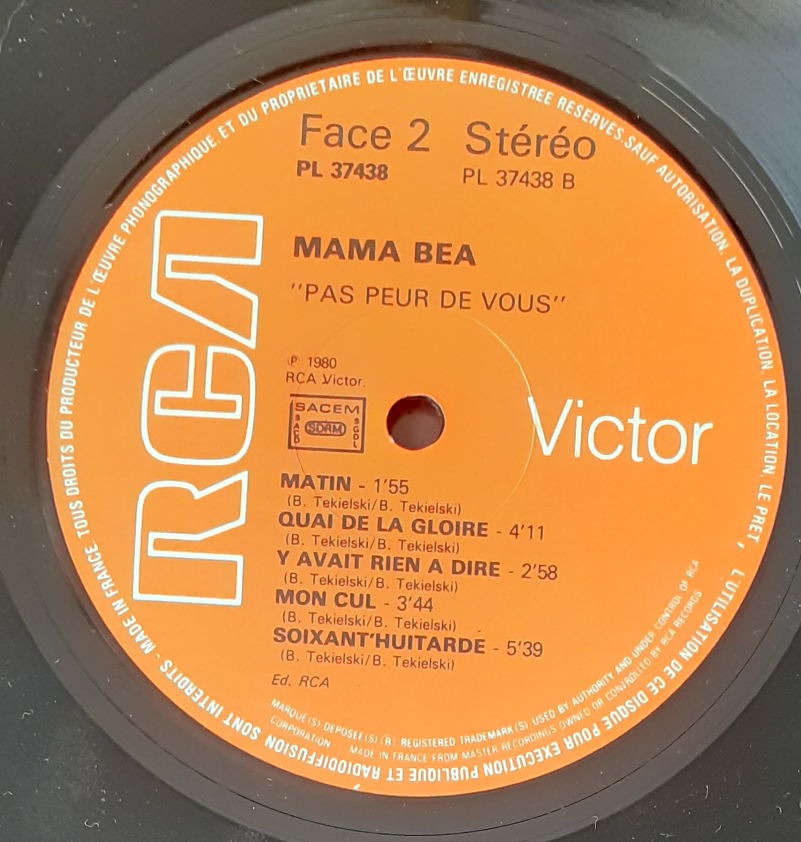 Face 2 Stéréo
PL 37438 PL 37438 B
MAMA BEA
"PAS PEUR DE VOUS"
℗ 1980
RCA Victor.
SACEM
SACD SDRM SGDL
RCA
Victor
MATIN - 1'55
(B. Tekielski/B. Tekielski)
QUAI DE LA GLOIRE - 4'11
(B. Tekielski/B. Tekielski)
Y AVAIT RIEN A DIRE - 2'58
(B. Tekielski/B. Tekielski)
MON CUL - 3'44
(B. Tekielski/B. Tekielski)
SOIXANT'HUITARDE - 5'39
(B. Tekielski/B. Tekielski)
Ed. RCA
MARQUE(S) DEPOSEE(S) (R) REGISTERED TRADEMARK(S) USED BY AUTHORITY AND UNDER CONTROL OF RCA
CORPORATION MADE IN FRANCE FROM MASTER RECORDINGS OWNED OR CONTROLLED BY RCA RECORDS
MADE IN FRANCE. TOUS DROITS DU PRODUCTEUR DE L'ŒUVRE PHONOGRAPHIQUE ET DU PROPRIETAIRE DE L'ŒUVRE ENREGISTREE RESERVES. SAUF AUTORISATION. LA DUPLICATION. LA LOCATION. LE PRET, L'UTILISATION DE CE DISQUE POUR EXECUTION PUBLIQUE ET RADIODIFFUSION SONT INTERDITS -